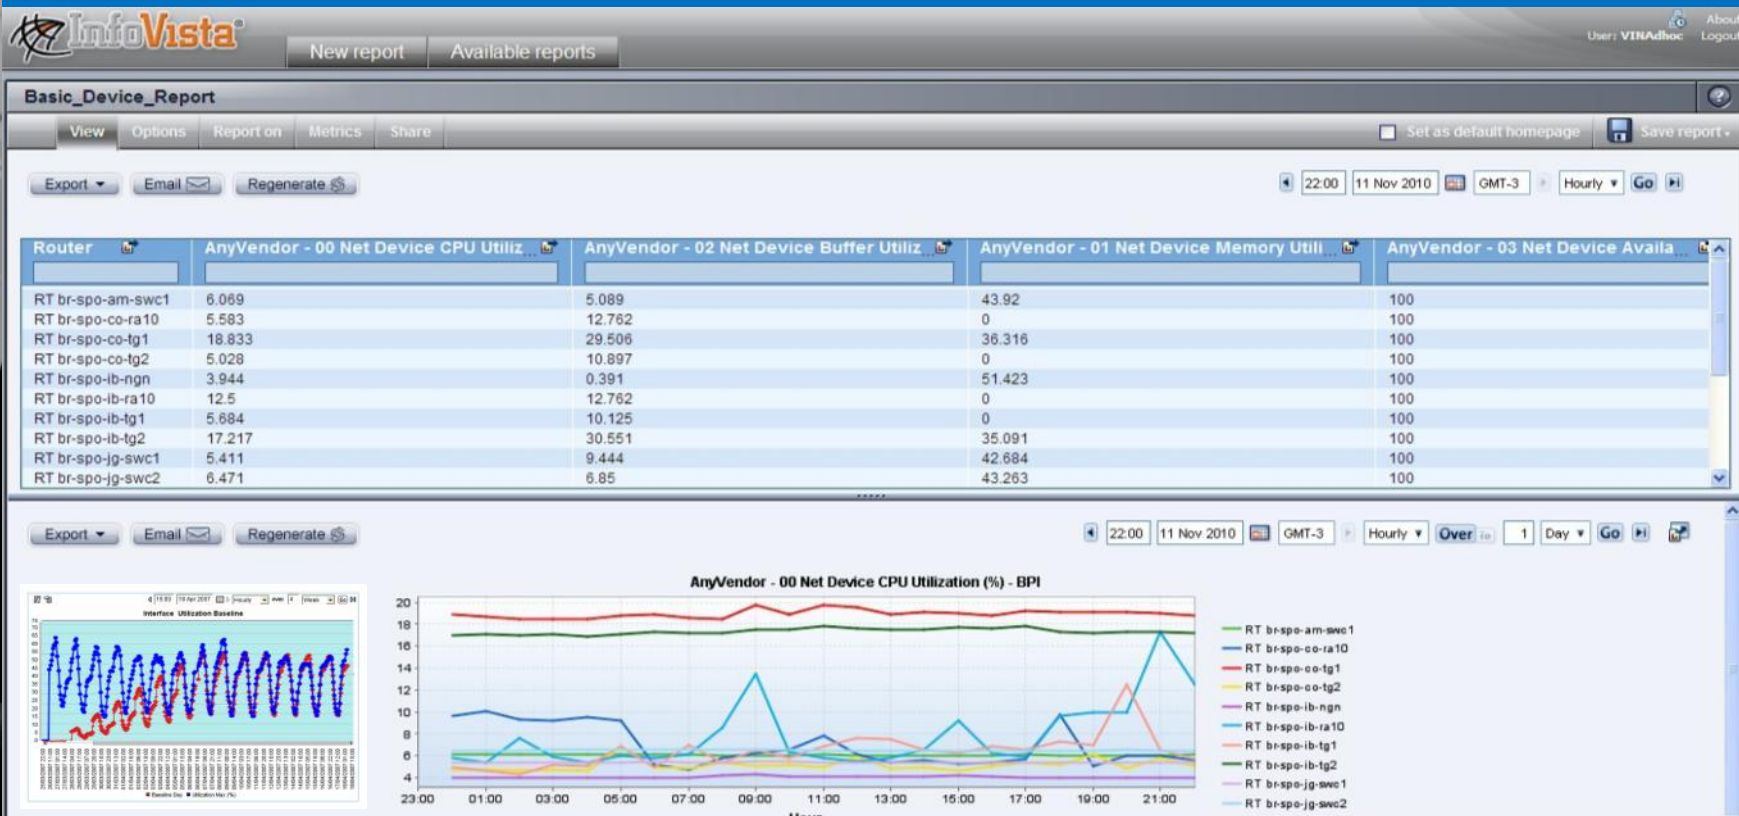 InfoVista®
New report Available reports
About
User: VINAdhoc Logout
Basic_Device_Report
View Options Report on Metrics Share Set as default homepage Save report
Export Email Regenerate 22:00 11 Nov 2010 GMT-3 Hourly Go
Router AnyVendor - 00 Net Device CPU Utiliz... AnyVendor - 02 Net Device Buffer Utiliz... AnyVendor - 01 Net Device Memory Utili... AnyVendor - 03 Net Device Availa...
RT br-spo-am-swc1 6.069 5.089 43.92 100
RT br-spo-co-ra10 5.583 12.762 0 100
RT br-spo-co-tg1 18.833 29.506 36.316 100
RT br-spo-co-tg2 5.028 10.897 0 100
RT br-spo-ib-ngn 3.944 0.391 51.423 100
RT br-spo-ib-ra10 12.5 12.762 0 100
RT br-spo-ib-tg1 5.684 10.125 0 100
RT br-spo-ib-tg2 17.217 30.551 35.091 100
RT br-spo-jg-swc1 5.411 9.444 42.684 100
RT br-spo-jg-swc2 6.471 6.85 43.263 100
Export Email Regenerate 22:00 11 Nov 2010 GMT-3 Hourly Over 1 Day Go
Interface Utilization Baseline
Baseline Day Utilization Max (%)
AnyVendor - 00 Net Device CPU Utilization (%) - BPI
20
18
16
14
12
10
8
6
4
23:00 01:00 03:00 05:00 07:00 09:00 11:00 13:00 15:00 17:00 19:00 21:00
RT br-spo-am-swc1
RT br-spo-co-ra10
RT br-spo-co-tg1
RT br-spo-co-tg2
RT br-spo-ib-ngn
RT br-spo-ib-ra10
RT br-spo-ib-tg1
RT br-spo-ib-tg2
RT br-spo-jg-swc1
RT br-spo-jg-swc2